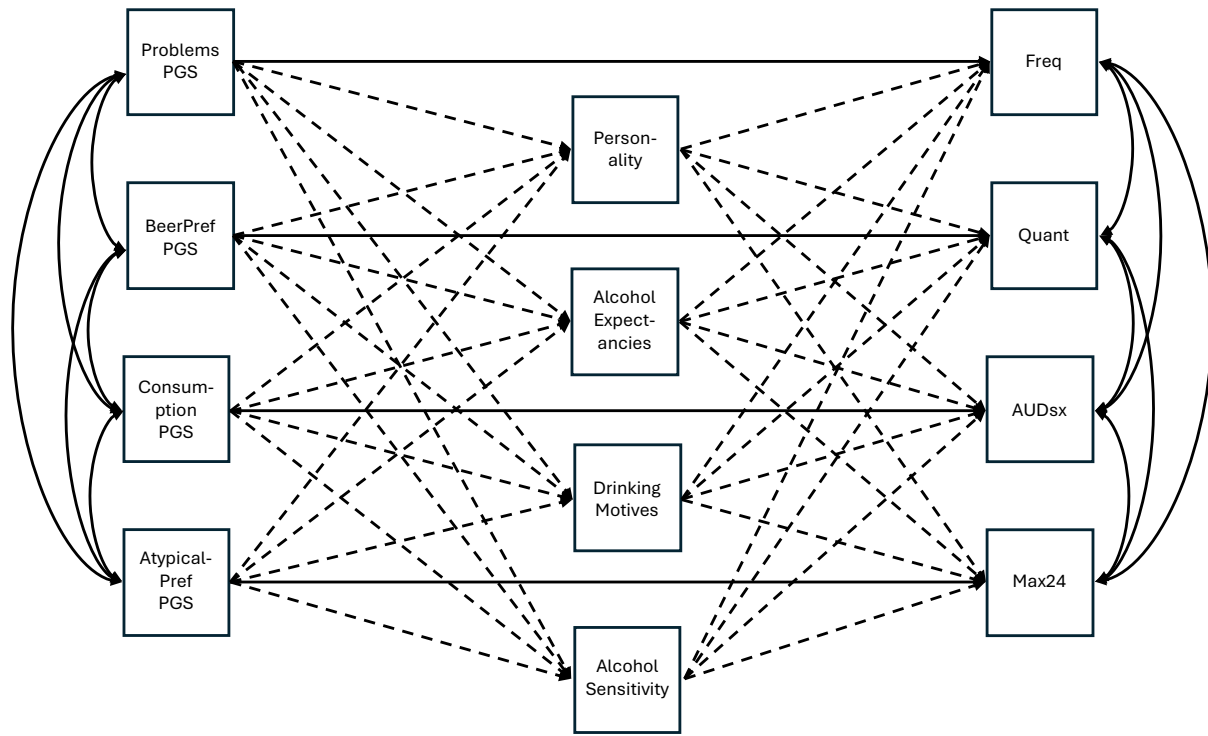 Problems
PGS
BeerPref
PGS
Consum-
ption
PGS
Atypical-
Pref
PGS
Person-
ality
Alcohol
Expect-
ancies
Drinking
Motives
Alcohol
Sensitivity
Freq
Quant
AUDsx
Max24